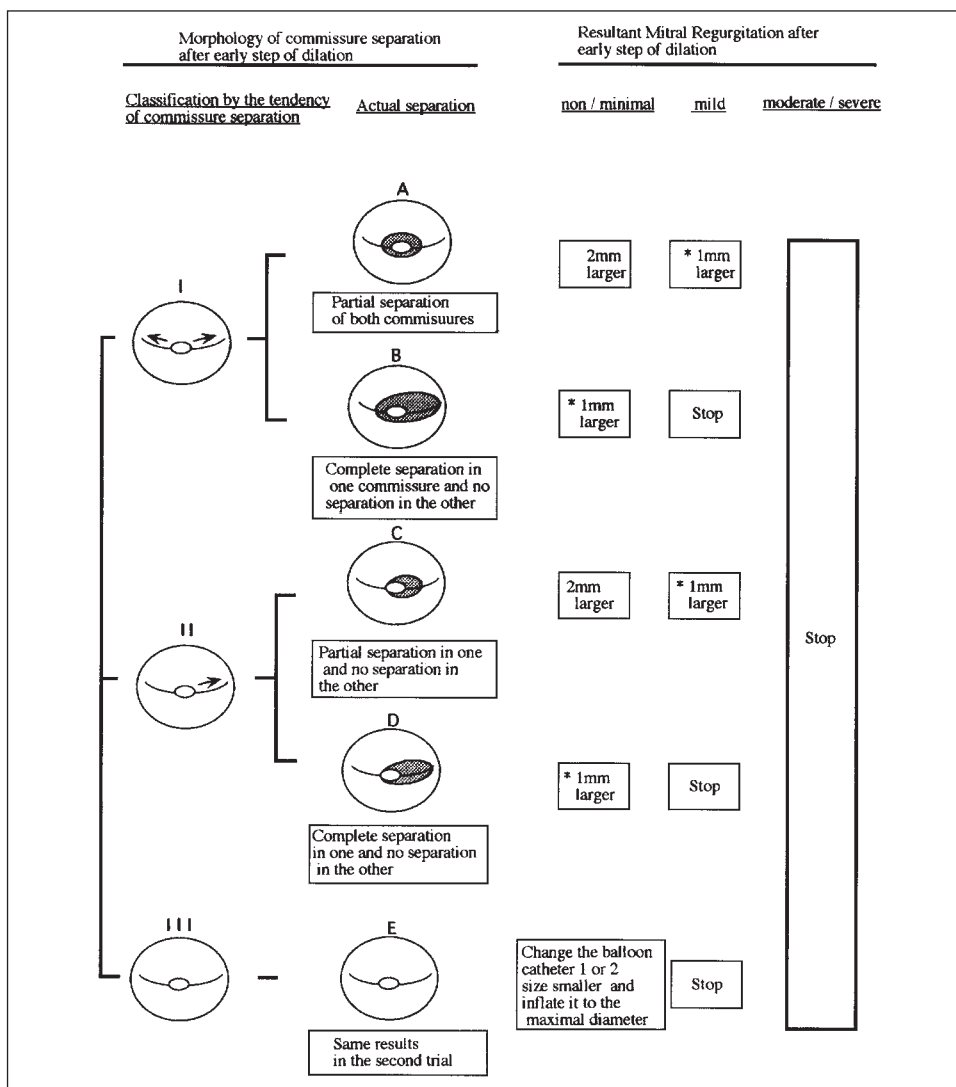 Morphology of commissure separation
after early step of dilation
Resultant Mitral Regurgitation after
early step of dilation
Classification by the tendency
of commissure separation
Actual separation
non / minimal
mild
moderate / severe
A
2mm
larger
* 1mm
larger
I
Partial separation
of both commisuures
B
* 1mm
larger
Stop
Complete separation in
one commissure and no
separation in the other
C
2mm
larger
* 1mm
larger
Stop
II
Partial separation in one
and no separation in
the other
D
* 1mm
larger
Stop
Complete separation
in one and no separation
in the other
III
E
Change the balloon
catheter 1 or 2
size smaller and
inflate it to the
maximal diameter
Stop
Same results
in the second trial